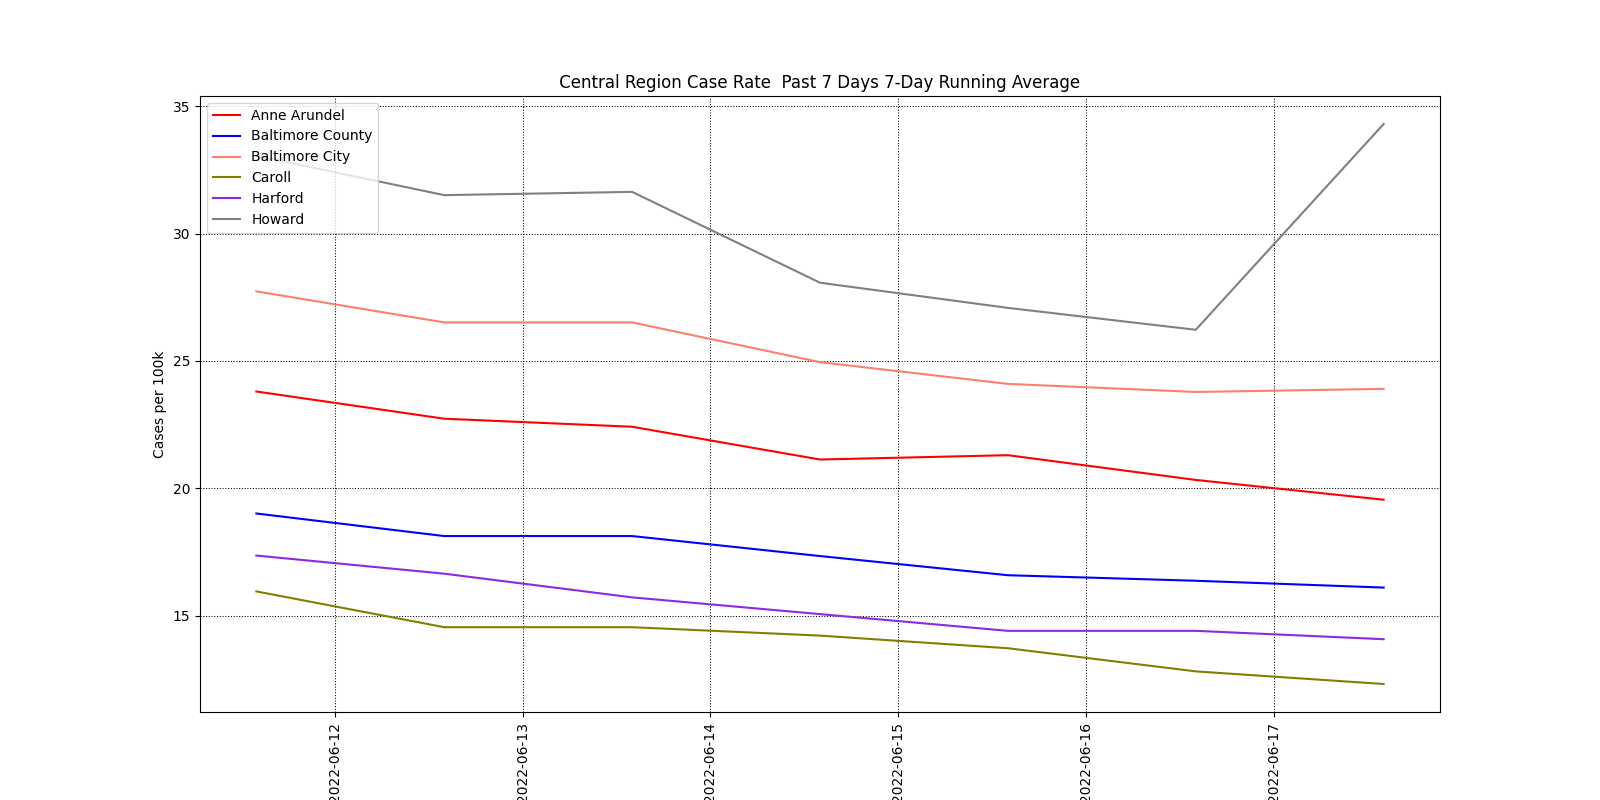 Central Region Case Rate  Past 7 Days 7-Day Running Average
35
30
25
20
15
Cases per 100k
Anne Arundel
Baltimore County
Baltimore City
Caroll
Harford
Howard
2022-06-12
2022-06-13
2022-06-14
2022-06-15
2022-06-16
2022-06-17